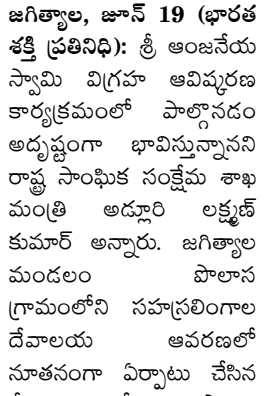 జగిత్యాల, జూన్ 19 (భారత
శక్తి ప్రతినిధి): శ్రీ ఆంజనేయ
స్వామి విగ్రహ ఆవిష్కరణ
కార్యక్రమంలో పాల్గొనడం
అదృష్టంగా భావిస్తున్నానని
రాష్ట్ర సాంఘిక సంక్షేమ శాఖ
మంత్రి అడ్లూరి లక్ష్మణ్
కుమార్ అన్నారు. జగిత్యాల
మండలం పొలాస
గ్రామంలోని సహస్రలింగాల
దేవాలయ ఆవరణలో
నూతనంగా ఏర్పాటు చేసిన